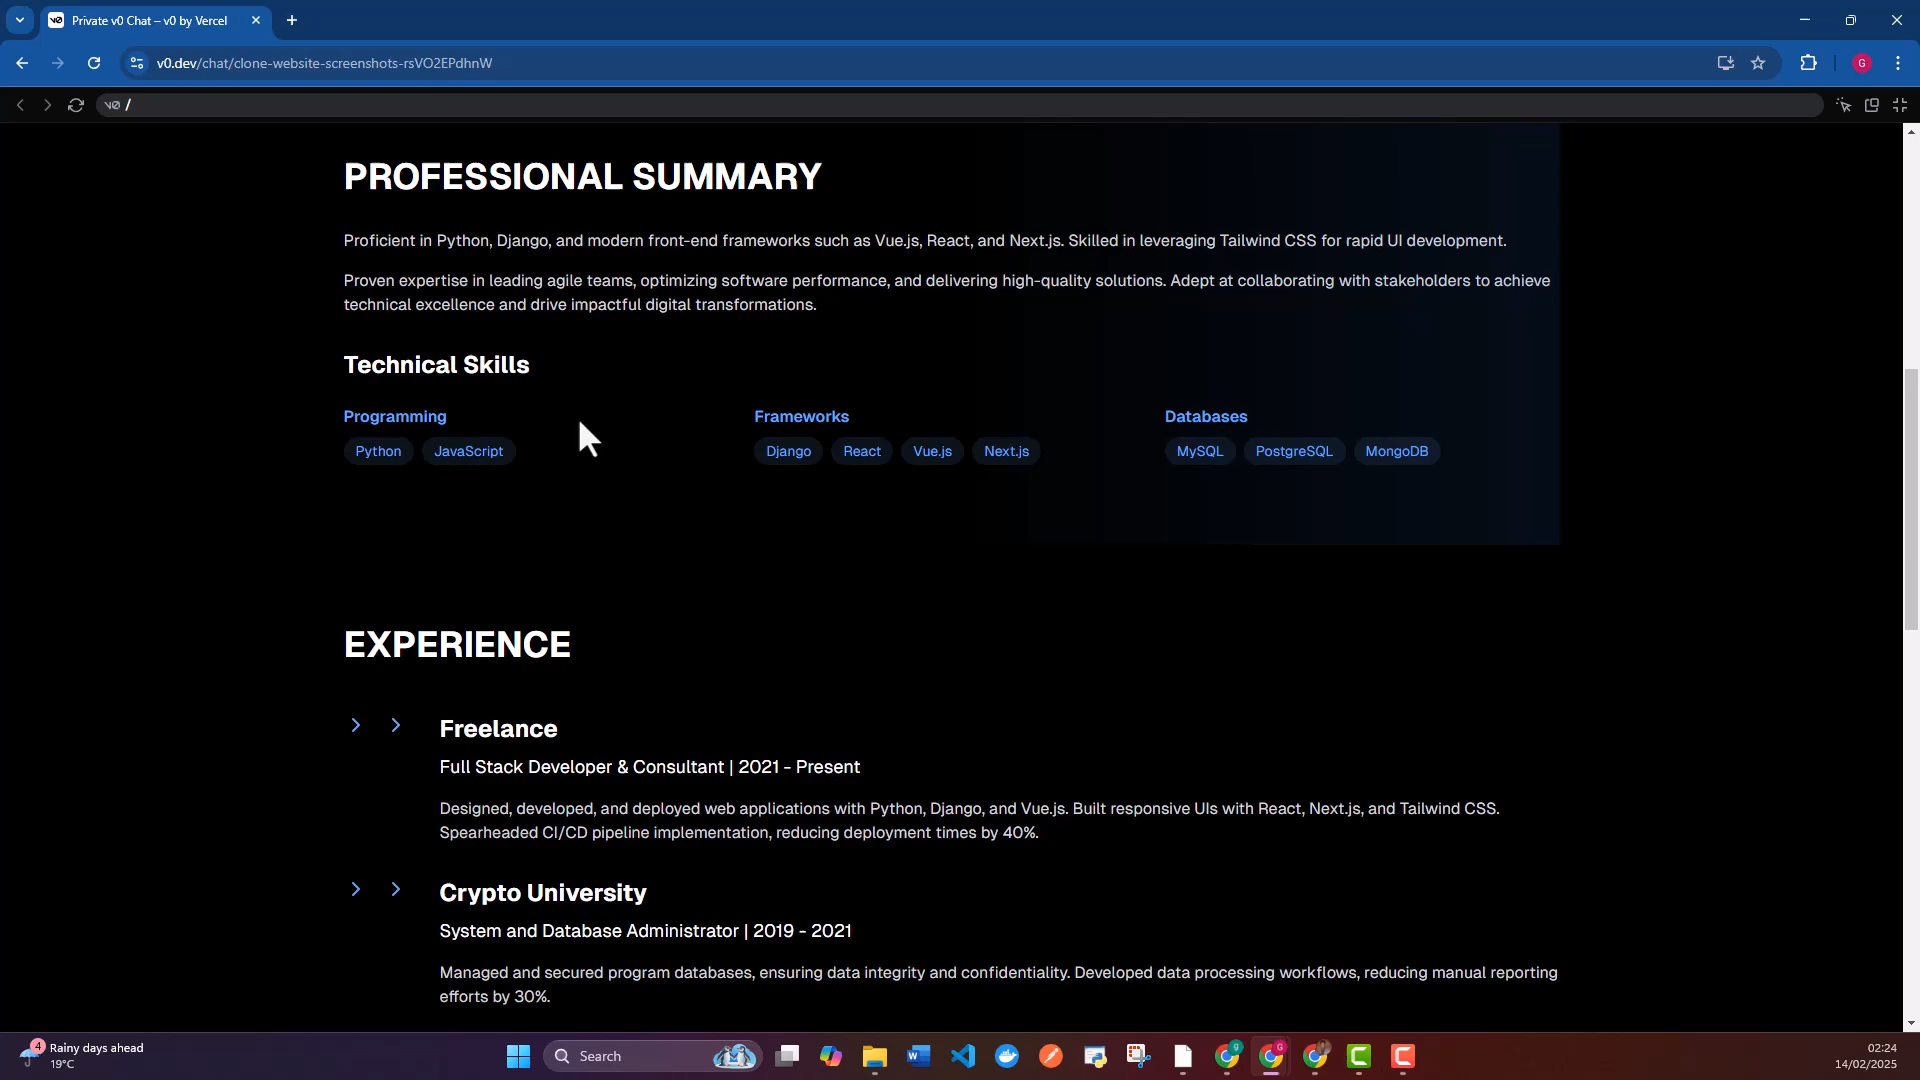 Private v0 Chat – v0 by Vercel
v0.dev/chat/clone-website-screenshots-rsVO2EPdhnW
G
v0 /
PROFESSIONAL SUMMARY
Proficient in Python, Django, and modern front-end frameworks such as Vue.js, React, and Next.js. Skilled in leveraging Tailwind CSS for rapid UI development.
Proven expertise in leading agile teams, optimizing software performance, and delivering high-quality solutions. Adept at collaborating with stakeholders to achieve
technical excellence and drive impactful digital transformations.
Technical Skills
Programming Frameworks Databases
Python JavaScript Django React Vue.js Next.js MySQL PostgreSQL MongoDB
EXPERIENCE
Freelance
Full Stack Developer & Consultant | 2021 - Present
Designed, developed, and deployed web applications with Python, Django, and Vue.js. Built responsive UIs with React, Next.js, and Tailwind CSS.
Spearheaded CI/CD pipeline implementation, reducing deployment times by 40%.
Crypto University
System and Database Administrator | 2019 - 2021
Managed and secured program databases, ensuring data integrity and confidentiality. Developed data processing workflows, reducing manual reporting
efforts by 30%.
4
Rainy days ahead
19°C
Search
02:24
14/02/2025